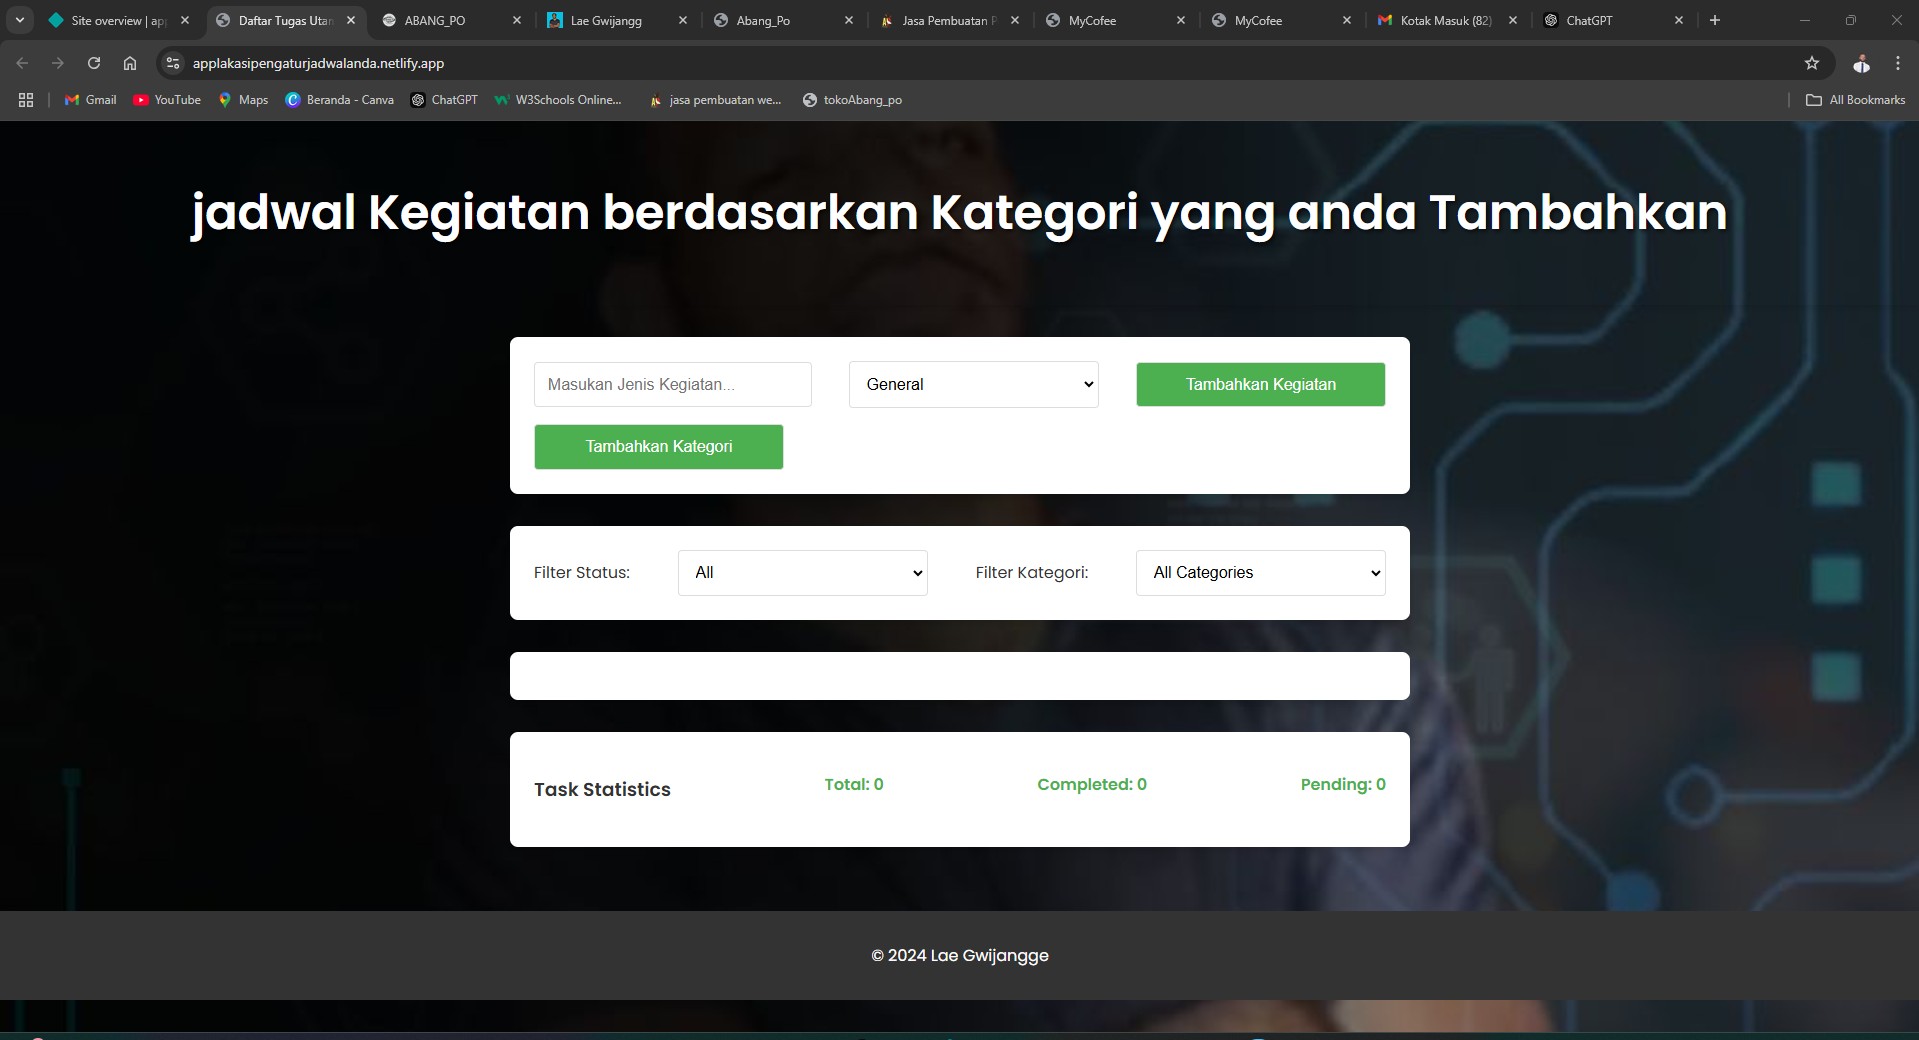 Site overview | app
Daftar Tugas Utam
ABANG_PO
Lae Gwijangg
Abang_Po
Jasa Pembuatan P
MyCofee
MyCofee
Kotak Masuk (82)
ChatGPT
applakasipengaturjadwalanda.netlify.app
Gmail
YouTube
Maps
Beranda - Canva
ChatGPT
W3Schools Online...
jasa pembuatan we...
tokoAbang_po
All Bookmarks
jadwal Kegiatan berdasarkan Kategori yang anda Tambahkan
Masukan Jenis Kegiatan...
General
Tambahkan Kegiatan
Tambahkan Kategori
Filter Status:
All
Filter Kategori:
All Categories
Task Statistics
Total: 0
Completed: 0
Pending: 0
© 2024 Lae Gwijangge